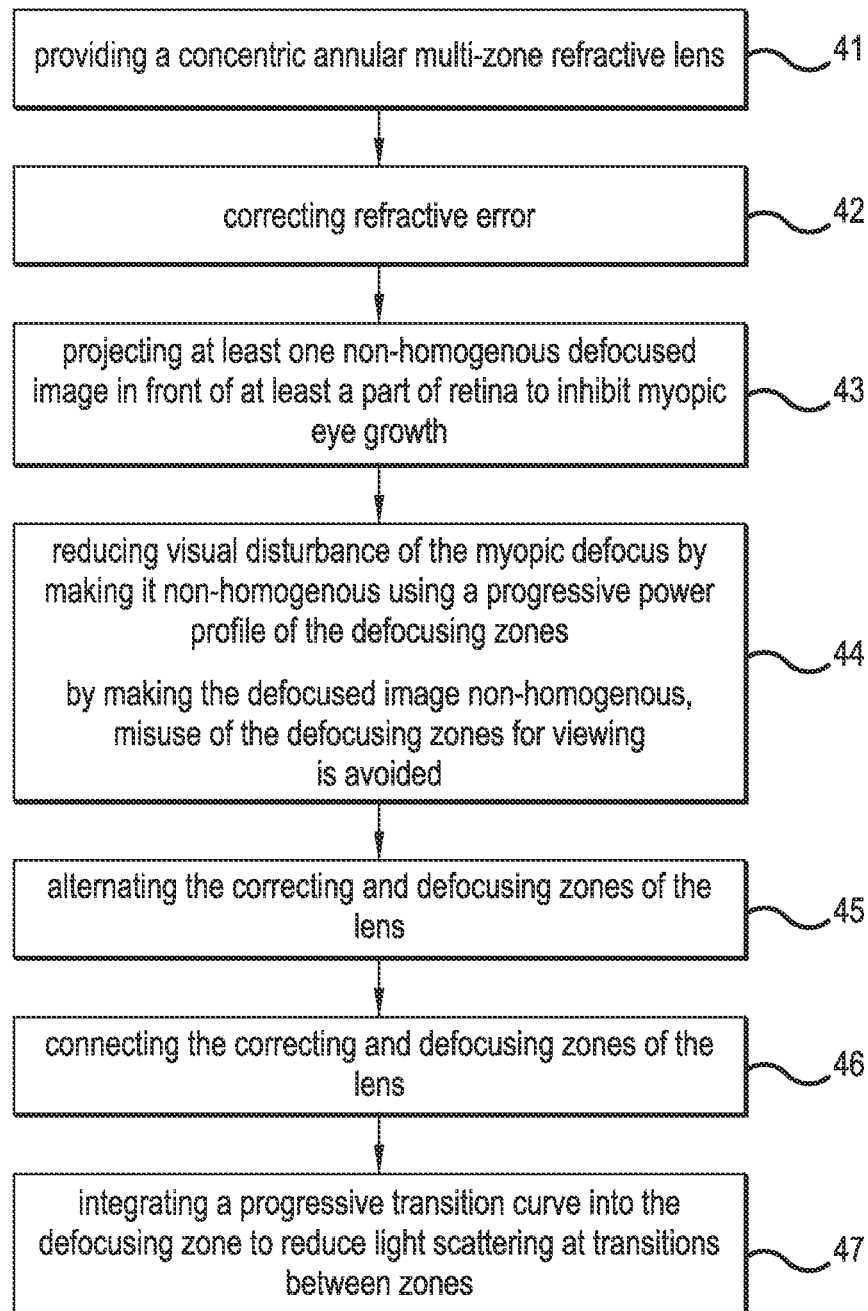 providing a concentric annular multi-zone refractive lens
41
correcting refractive error
42
projecting at least one non-homogenous defocused
image in front of at least a part of retina to inhibit myopic
eye growth
43
reducing visual disturbance of the myopic defocus by
making it non-homogenous using a progressive power
profile of the defocusing zones
by making the defocused image non-homogenous,
misuse of the defocusing zones for viewing
is avoided
44
alternating the correcting and defocusing zones of the
lens
45
connecting the correcting and defocusing zones of the
lens
46
integrating a progressive transition curve into the
defocusing zone to reduce light scattering at transitions
between zones
47